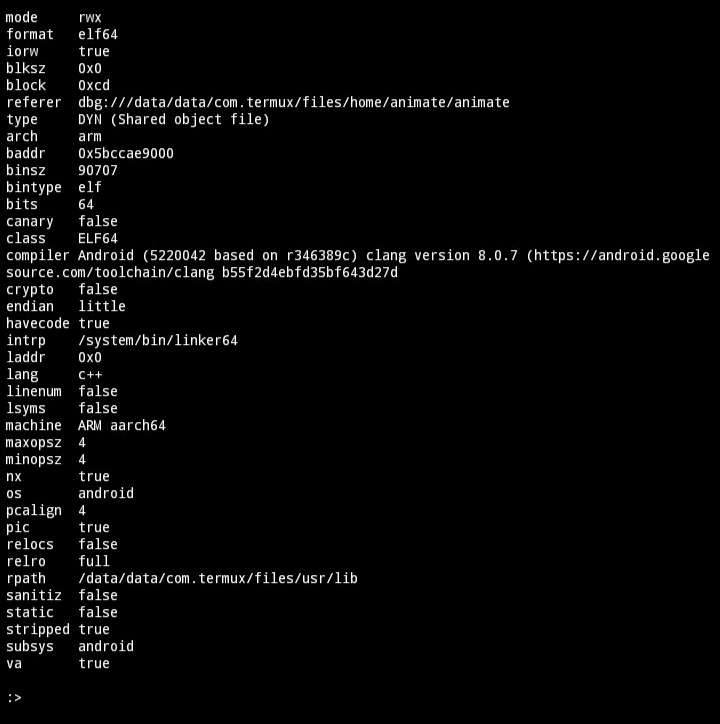 mode     rwx
format   elf64
iorw     true
blksz    0x0
block    0xcd
referer  dbg:///data/data/com.termux/files/home/animate/animate
type     DYN (Shared object file)
arch     arm
baddr    0x5bccae9000
binsz    90707
bintype  elf
bits     64
canary   false
class    ELF64
compiler Android (5220042 based on r346389c) clang version 8.0.7 (https://android.google
source.com/toolchain/clang b55f2d4ebfd35bf643d27d
crypto   false
endian   little
havecode true
intrp    /system/bin/linker64
laddr    0x0
lang     c++
linenum  false
lsyms    false
machine  ARM aarch64
maxopsz  4
minopsz  4
nx       true
os       android
pcalign  4
pic      true
relocs   false
relro    full
rpath    /data/data/com.termux/files/usr/lib
sanitiz  false
static   false
stripped true
subsys   android
va       true
:>